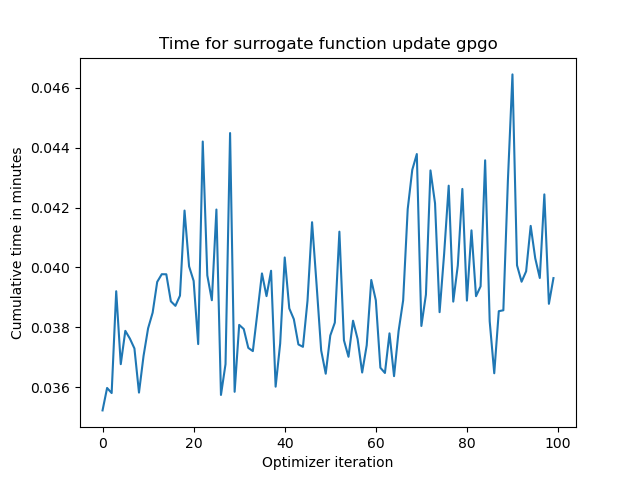 Time for surrogate function update gpgo
Cumulative time in minutes
0.046
0.044
0.042
0.040
0.038
0.036
0 20 40 60 80 100
Optimizer iteration